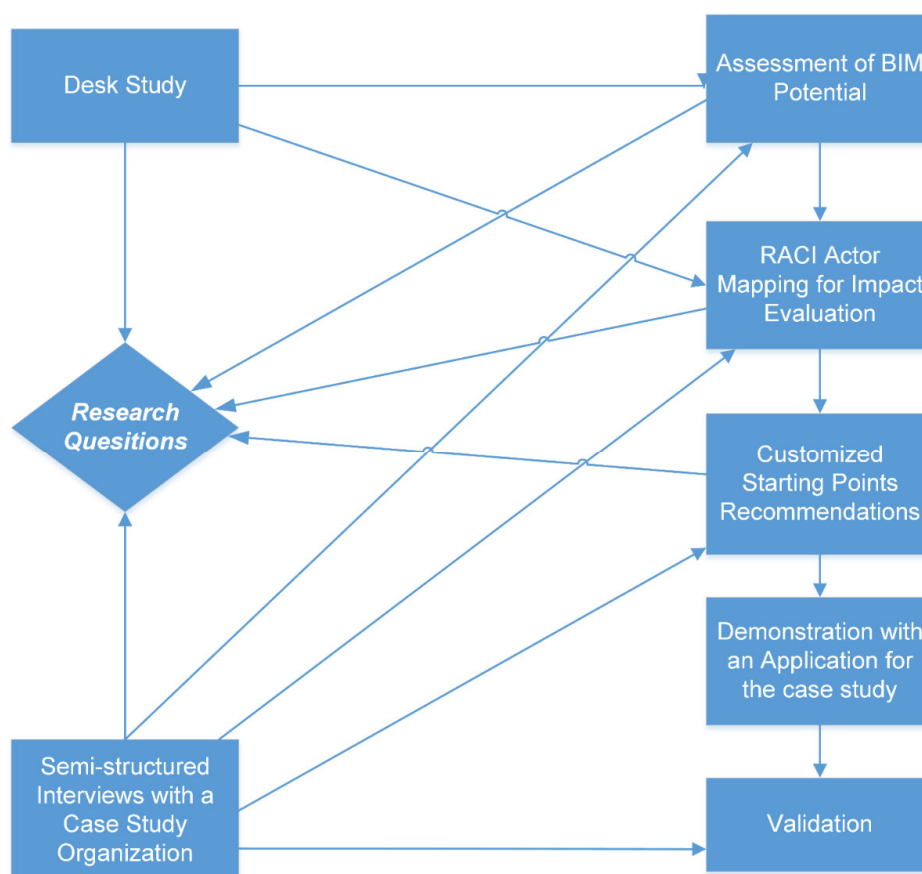 Desk Study
Assessment of BIM
Potential
RACI Actor
Mapping for Impact
Evaluation
Research
Quesitions
Customized
Starting Points
Recommendations
Demonstration with
an Application for
the case study
Semi-structured
Interviews with a
Case Study
Organization
Validation